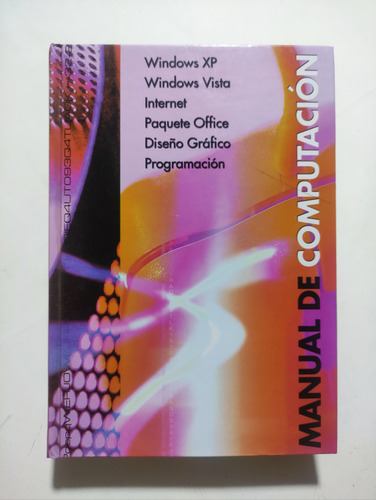 Windows XP
Windows Vista
Internet
Paquete Office
Diseño Gráfico
Programación
MANUAL DE COMPUTACIÓN